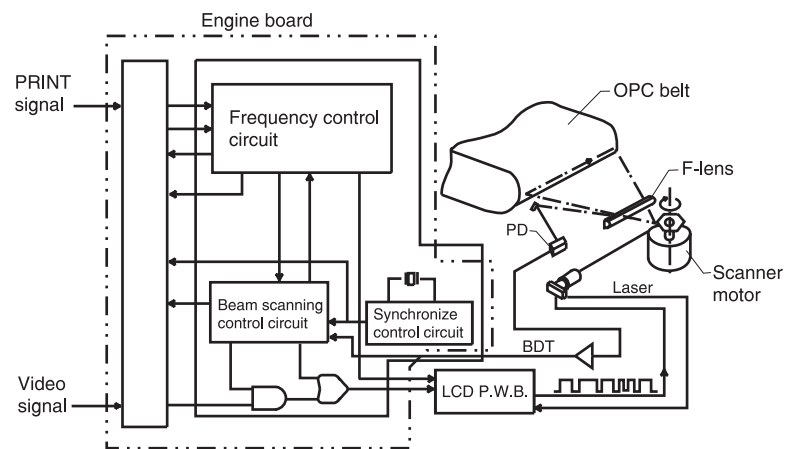 Engine board
PRINT
signal
Frequency control
circuit
OPC belt
F-lens
PD
Scanner
motor
Laser
Beam scanning
control circuit
Synchronize
control circuit
BDT
LCD P.W.B.
Video
signal